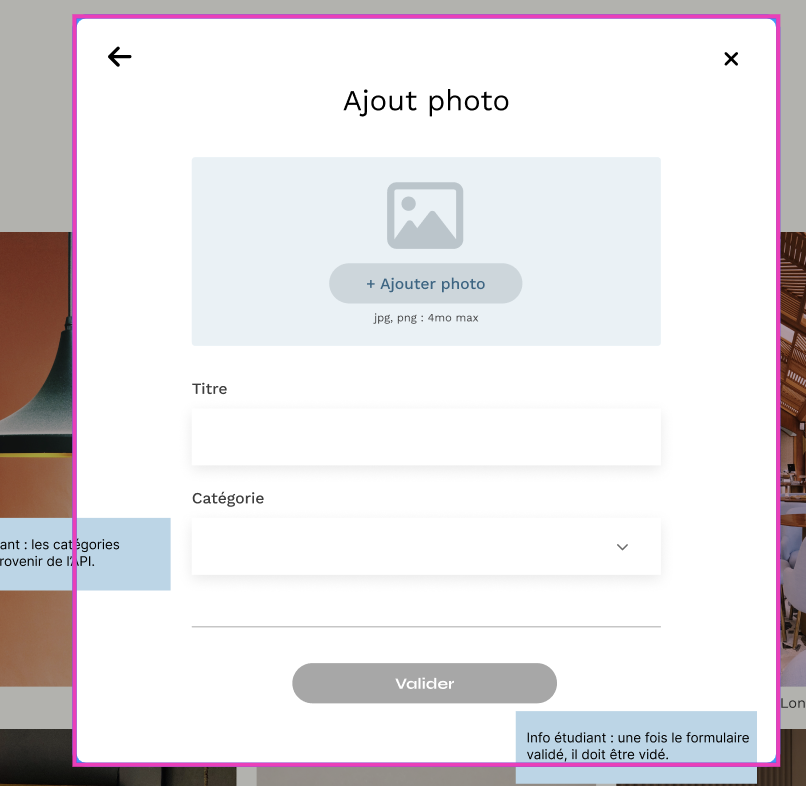 Ajout photo
+ Ajouter photo
jpg, png : 4mo max
Titre
Catégorie
ant : les catégories
rovenir de l'API.
Valider
Lon
Info étudiant : une fois le formulaire
validé, il doit être vidé.